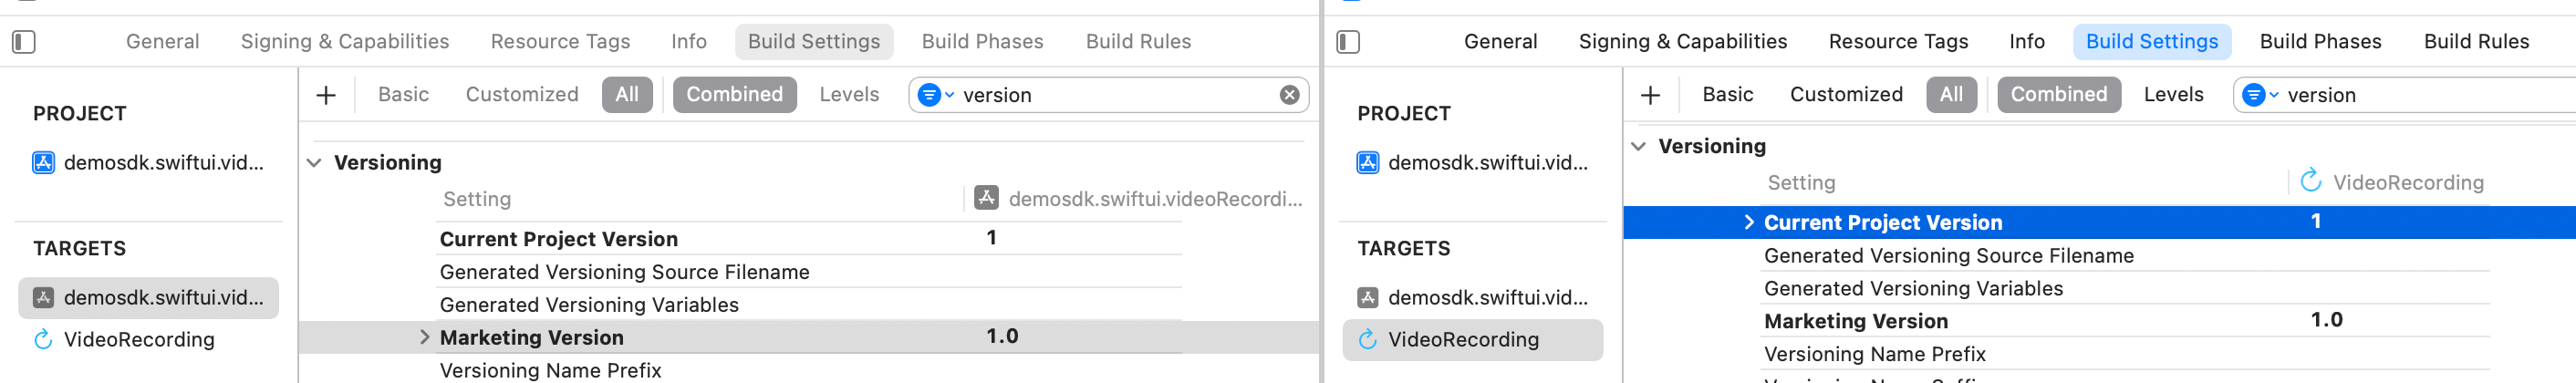 General Signing & Capabilities Resource Tags Info Build Settings Build Phases Build Rules
PROJECT
demosdk.swiftui.vid...
TARGETS
demosdk.swiftui.vid...
VideoRecording
+ Basic Customized All Combined Levels version
Versioning
Setting demosdk.swiftui.videoRecordi...
Current Project Version 1
Generated Versioning Source Filename
Generated Versioning Variables
Marketing Version 1.0
Versioning Name Prefix
General Signing & Capabilities Resource Tags Info Build Settings Build Phases Build Rules
PROJECT
demosdk.swiftui.vid...
TARGETS
demosdk.swiftui.vid...
VideoRecording
+ Basic Customized All Combined Levels version
Versioning
Setting VideoRecording
Current Project Version 1
Generated Versioning Source Filename
Generated Versioning Variables
Marketing Version 1.0
Versioning Name Prefix